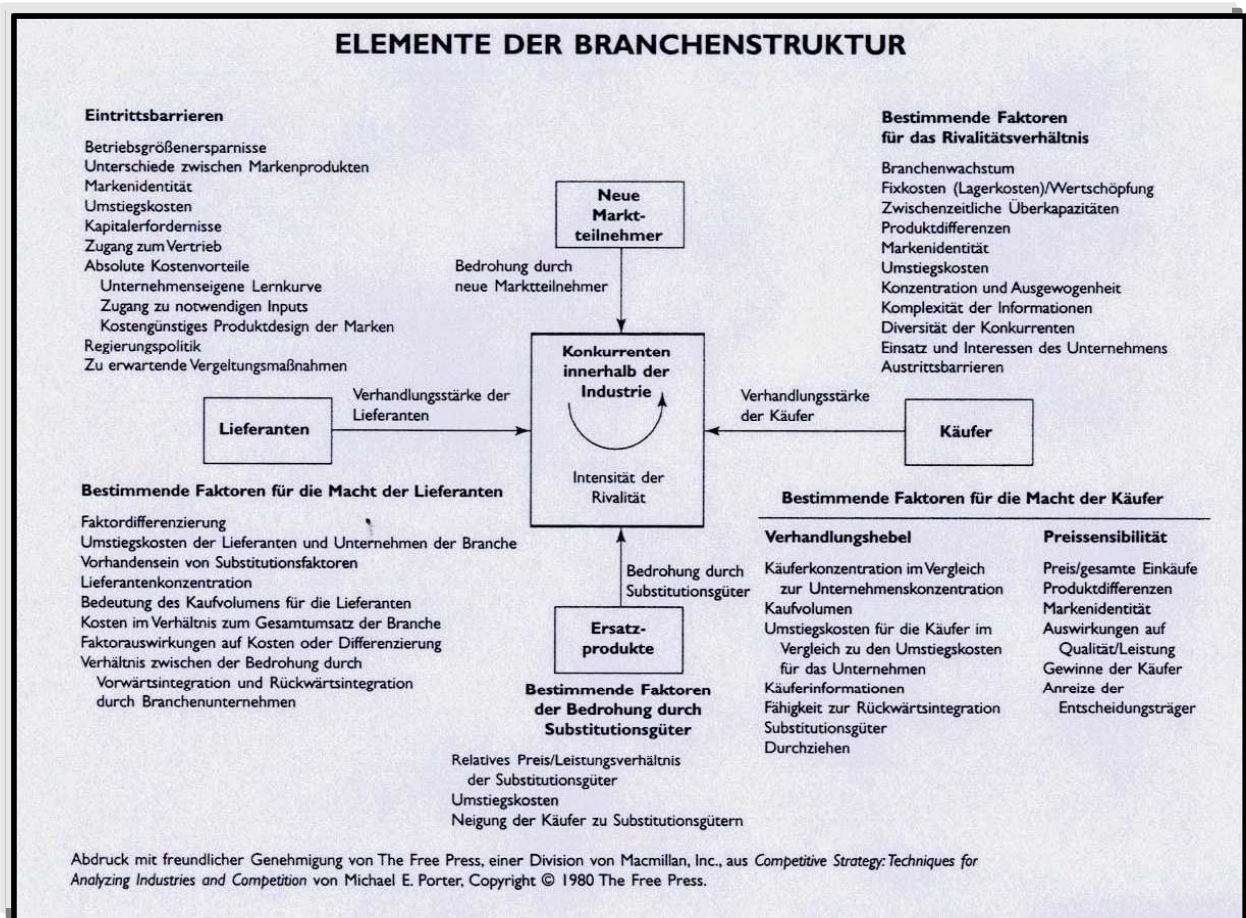 ELEMENTE DER BRANCHENSTRUKTUR
Eintrittsbarrieren
Betriebsgrößenersparnisse
Unterschiede zwischen Markenprodukten
Markenidentität
Umstiegskosten
Kapitalerfordernisse
Zugang zum Vertrieb
Absolute Kostenvorteile
Unternehmenseigene Lernkurve
Zugang zu notwendigen Inputs
Kostengünstiges Produktdesign der Marken
Regierungspolitik
Zu erwartende Vergeltungsmaßnahmen
Neue
Markt-
teilnehmer
Bedrohung durch
neue Marktteilnehmer
Bestimmende Faktoren
für das Rivalitätsverhältnis
Branchenwachstum
Fixkosten (Lagerkosten)/Wertschöpfung
Zwischenzeitliche Überkapazitäten
Produktdifferenzen
Markenidentität
Umstiegskosten
Konzentration und Ausgewogenheit
Komplexität der Informationen
Diversität der Konkurrenten
Einsatz und Interessen des Unternehmens
Austrittsbarrieren
Lieferanten
Verhandlungsstärke der
Lieferanten
Konkurrenten
innerhalb der
Industrie
Intensität der
Rivalität
Verhandlungsstärke
der Käufer
Käufer
Bestimmende Faktoren für die Macht der Lieferanten
Faktordifferenzierung
Umstiegskosten der Lieferanten und Unternehmen der Branche
Vorhandensein von Substitutionsfaktoren
Lieferantenkonzentration
Bedeutung des Kaufvolumens für die Lieferanten
Kosten im Verhältnis zum Gesamtumsatz der Branche
Faktorauswirkungen auf Kosten oder Differenzierung
Verhältnis zwischen der Bedrohung durch
Vorwärtsintegration und Rückwärtsintegration
durch Branchenunternehmen
Bedrohung durch
Substitutionsgüter
Ersatz-
produkte
Bestimmende Faktoren
der Bedrohung durch
Substitutionsgüter
Relatives Preis/Leistungsverhältnis
der Substitutionsgüter
Umstiegskosten
Neigung der Käufer zu Substitutionsgütern
Bestimmende Faktoren für die Macht der Käufer
Verhandlungshebel
Käuferkonzentration im Vergleich
zur Unternehmenskonzentration
Kaufvolumen
Umstiegskosten für die Käufer im
Vergleich zu den Umstiegskosten
für das Unternehmen
Käuferinformationen
Fähigkeit zur Rückwärtsintegration
Substitutionsgüter
Durchziehen
Preissensibilität
Preis/gesamte Einkäufe
Produktdifferenzen
Markenidentität
Auswirkungen auf
Qualität/Leistung
Gewinne der Käufer
Anreize der
Entscheidungsträger
Abdruck mit freundlicher Genehmigung von The Free Press, einer Division von Macmillan, Inc., aus Competitive Strategy: Techniques for
Analyzing Industries and Competition von Michael E. Porter, Copyright © 1980 The Free Press.